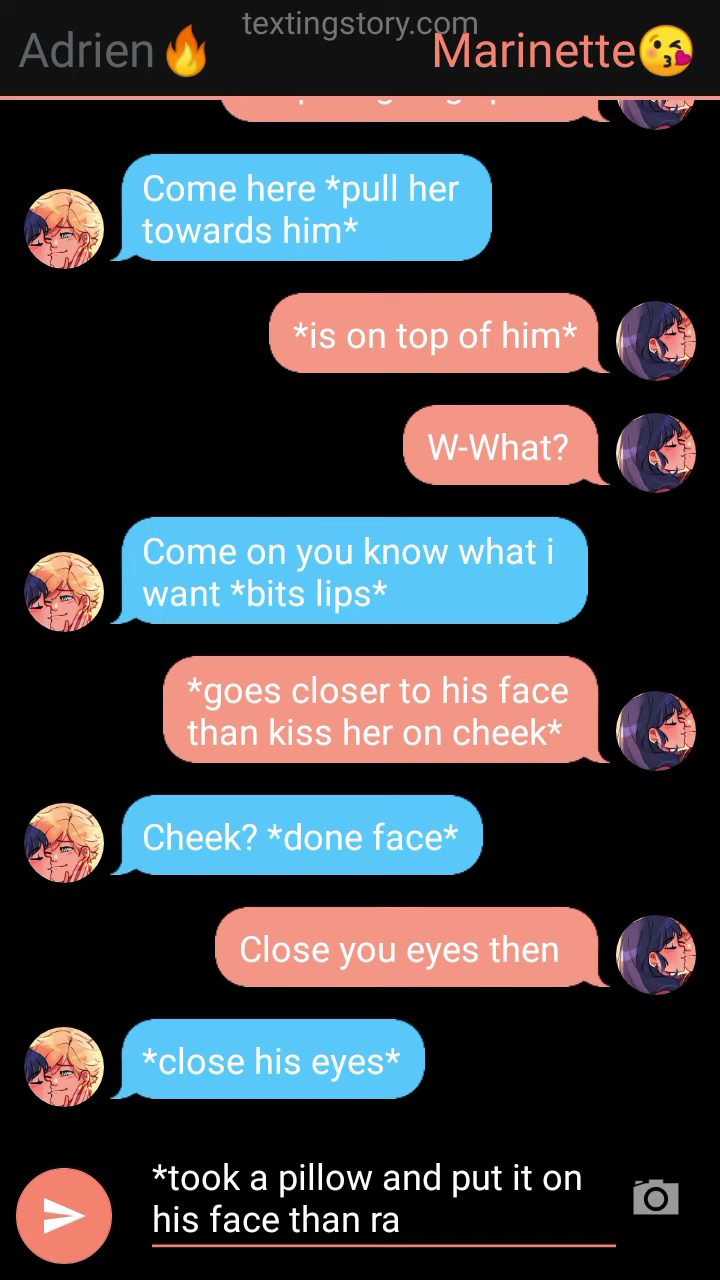 textingstory.com
Adrien🔥
Marinette😘
Come here *pull her
towards him*
*is on top of him*
W-What?
Come on you know what i
want *bits lips*
*goes closer to his face
than kiss her on cheek*
Cheek? *done face*
Close you eyes then
*close his eyes*
*took a pillow and put it on
his face than ra